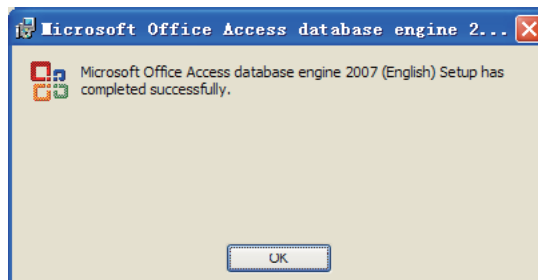 Microsoft Office Access database engine 2...
Microsoft Office Access database engine 2007 (English) Setup has
completed successfully.
OK